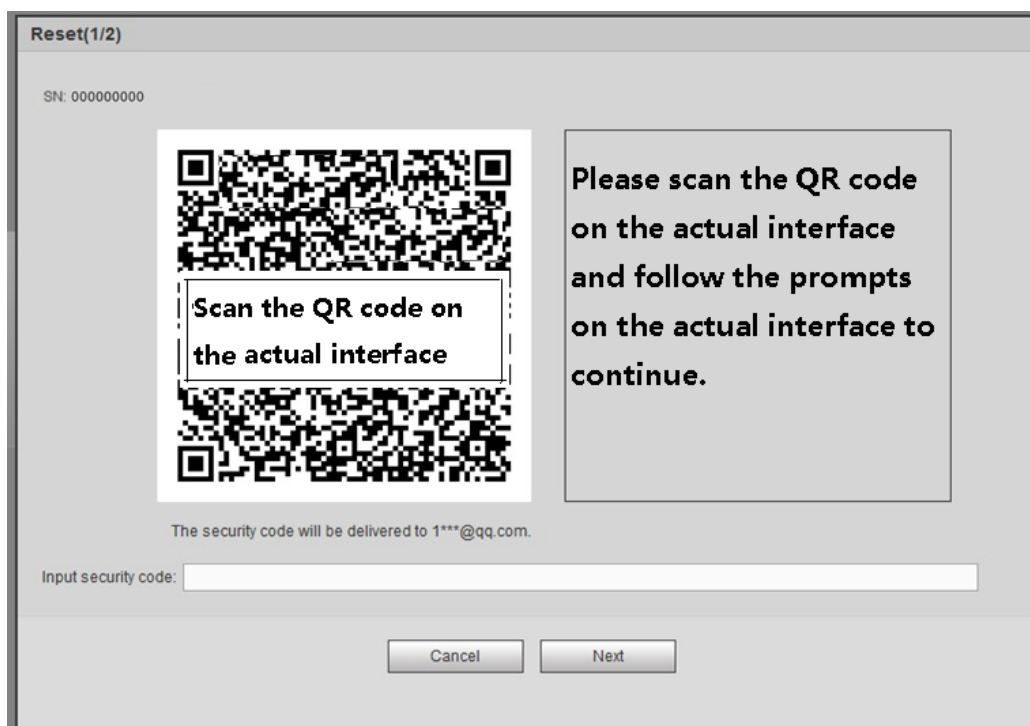 Reset(1/2)
SN: 000000000
Scan the QR code on
the actual interface
Please scan the QR code
on the actual interface
and follow the prompts
on the actual interface to
continue.
The security code will be delivered to 1***@qq.com.
Input security code:
Cancel
Next